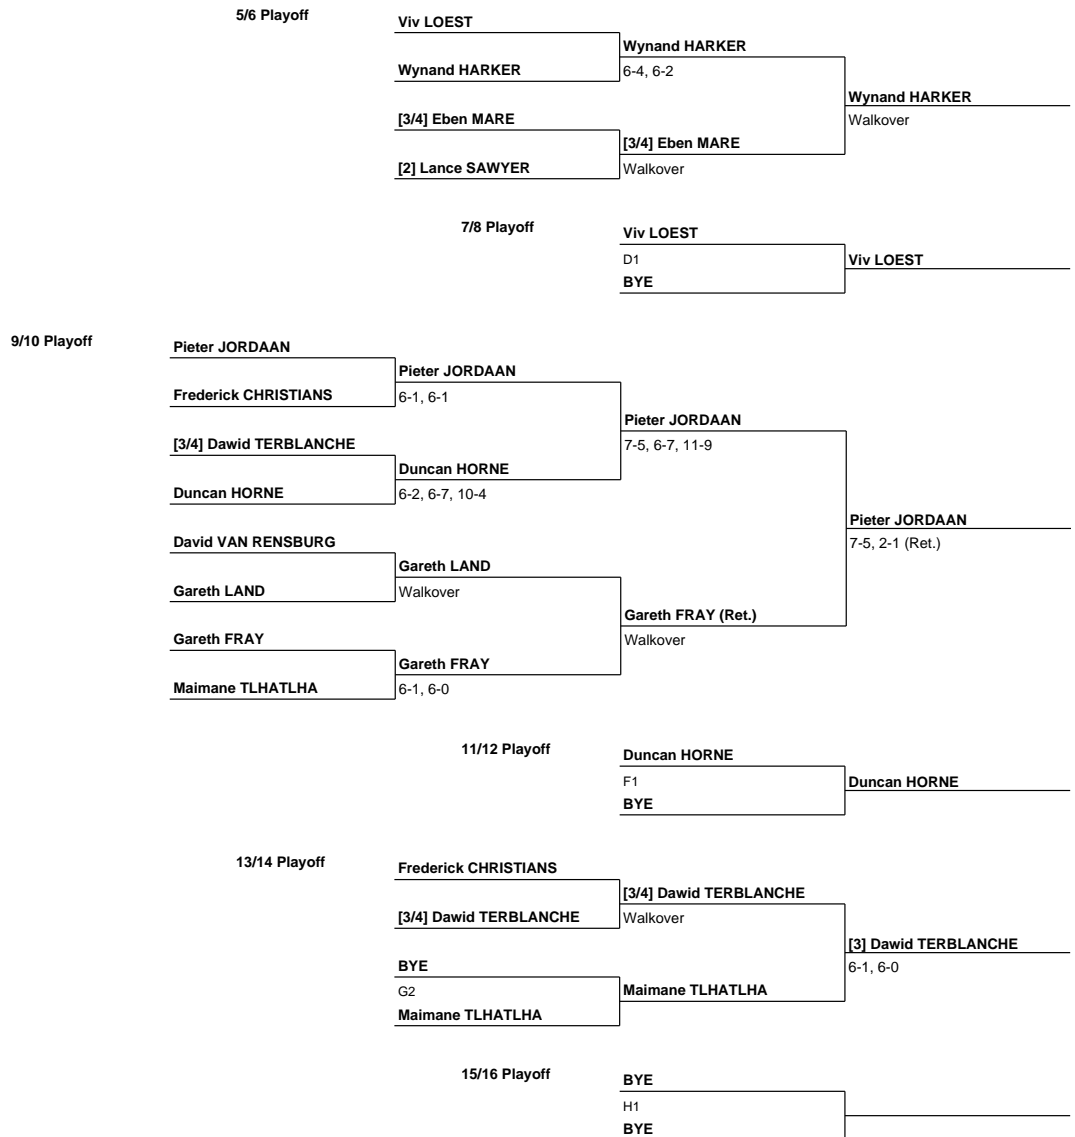 5/6 Playoff
Viv LOEST
Wynand HARKER
Wynand HARKER
6-4, 6-2
Wynand HARKER
Walkover
[3/4] Eben MARE
[3/4] Eben MARE
[2] Lance SAWYER
Walkover
7/8 Playoff
Viv LOEST
D1
Viv LOEST
BYE
9/10 Playoff
Pieter JORDAAN
Pieter JORDAAN
Frederick CHRISTIANS
6-1, 6-1
Pieter JORDAAN
7-5, 6-7, 11-9
[3/4] Dawid TERBLANCHE
Duncan HORNE
Duncan HORNE
6-2, 6-7, 10-4
Pieter JORDAAN
7-5, 2-1 (Ret.)
David VAN RENSBURG
Gareth LAND
Gareth LAND
Walkover
Gareth FRAY (Ret.)
Walkover
Gareth FRAY
Gareth FRAY
Maimane TLHATLHA
6-1, 6-0
11/12 Playoff
Duncan HORNE
F1
Duncan HORNE
BYE
13/14 Playoff
Frederick CHRISTIANS
[3/4] Dawid TERBLANCHE
[3/4] Dawid TERBLANCHE
Walkover
[3] Dawid TERBLANCHE
6-1, 6-0
BYE
G2
Maimane TLHATLHA
Maimane TLHATLHA
15/16 Playoff
BYE
H1
BYE